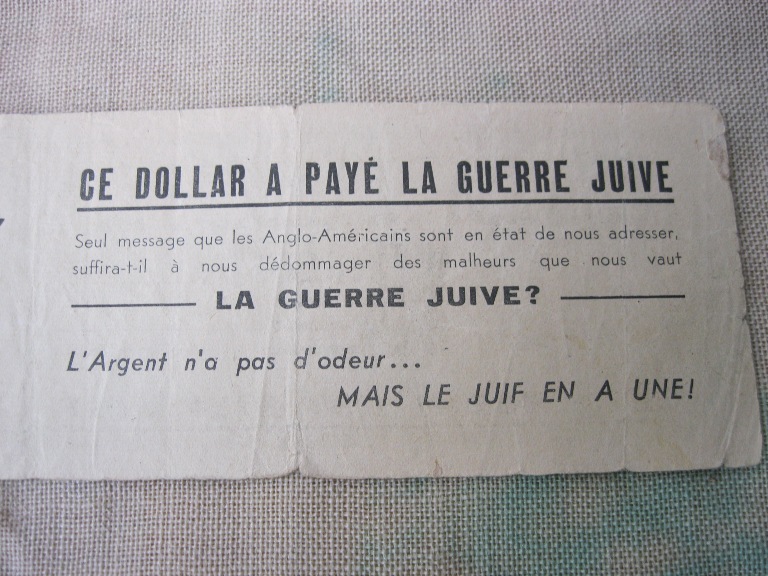 CE DOLLAR A PAYÉ LA GUERRE JUIVE
Seul message que les Anglo-Américains sont en état de nous adresser,
suffira-t-il à nous dédommager des malheurs que nous vaut
LA GUERRE JUIVE?
L'Argent n'a pas d'odeur...
MAIS LE JUIF EN A UNE!